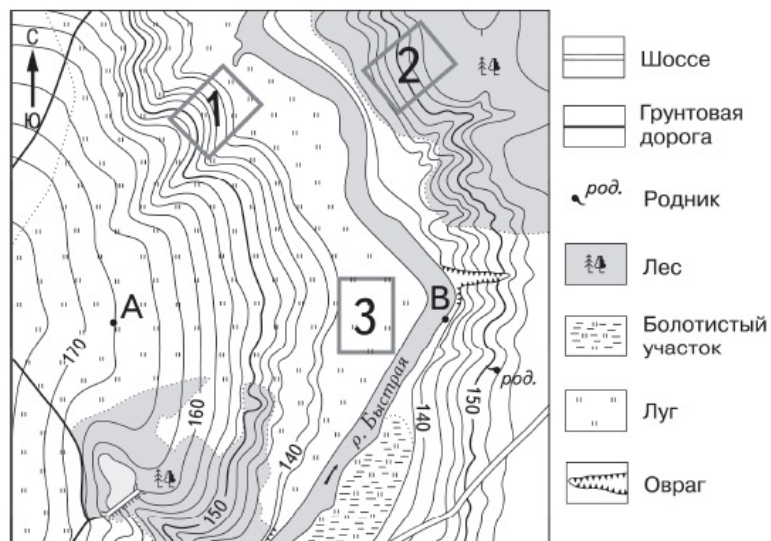 С
Ю
1
2
3
А
В
170
160
150
140
140
150
р. Быстрая
род.
Шоссе
Грунтовая
дорога
род.
Родник
Лес
Болотистый
участок
Луг
Овраг